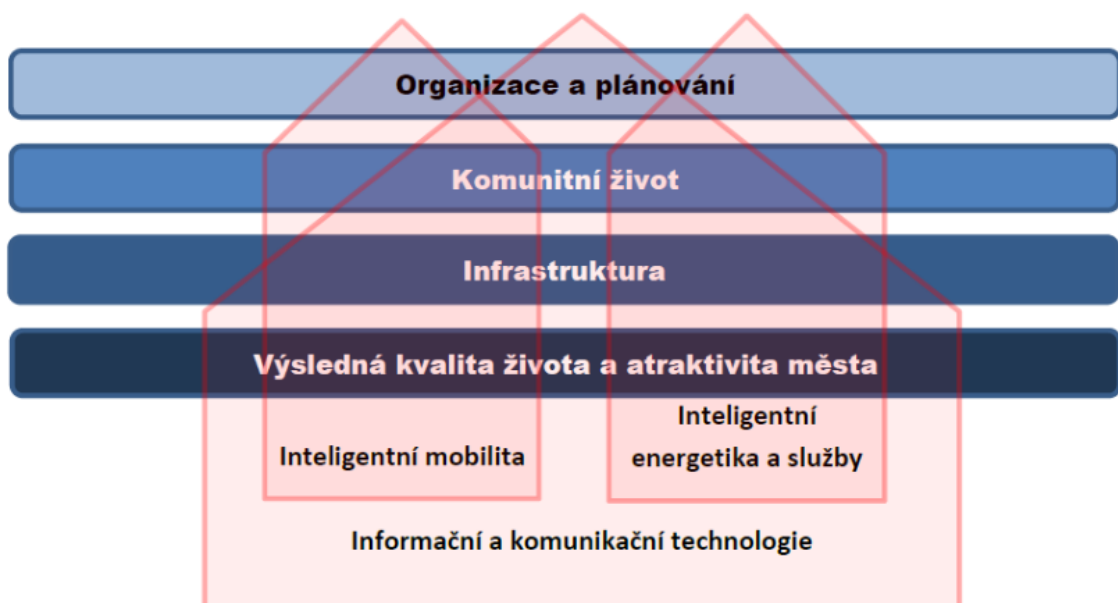 Organizace a plánování
Komunitní život
Infrastruktura
Výsledná kvalita života a atraktivita města
Inteligentní mobilita
Inteligentní
energetika a služby
Informační a komunikační technologie